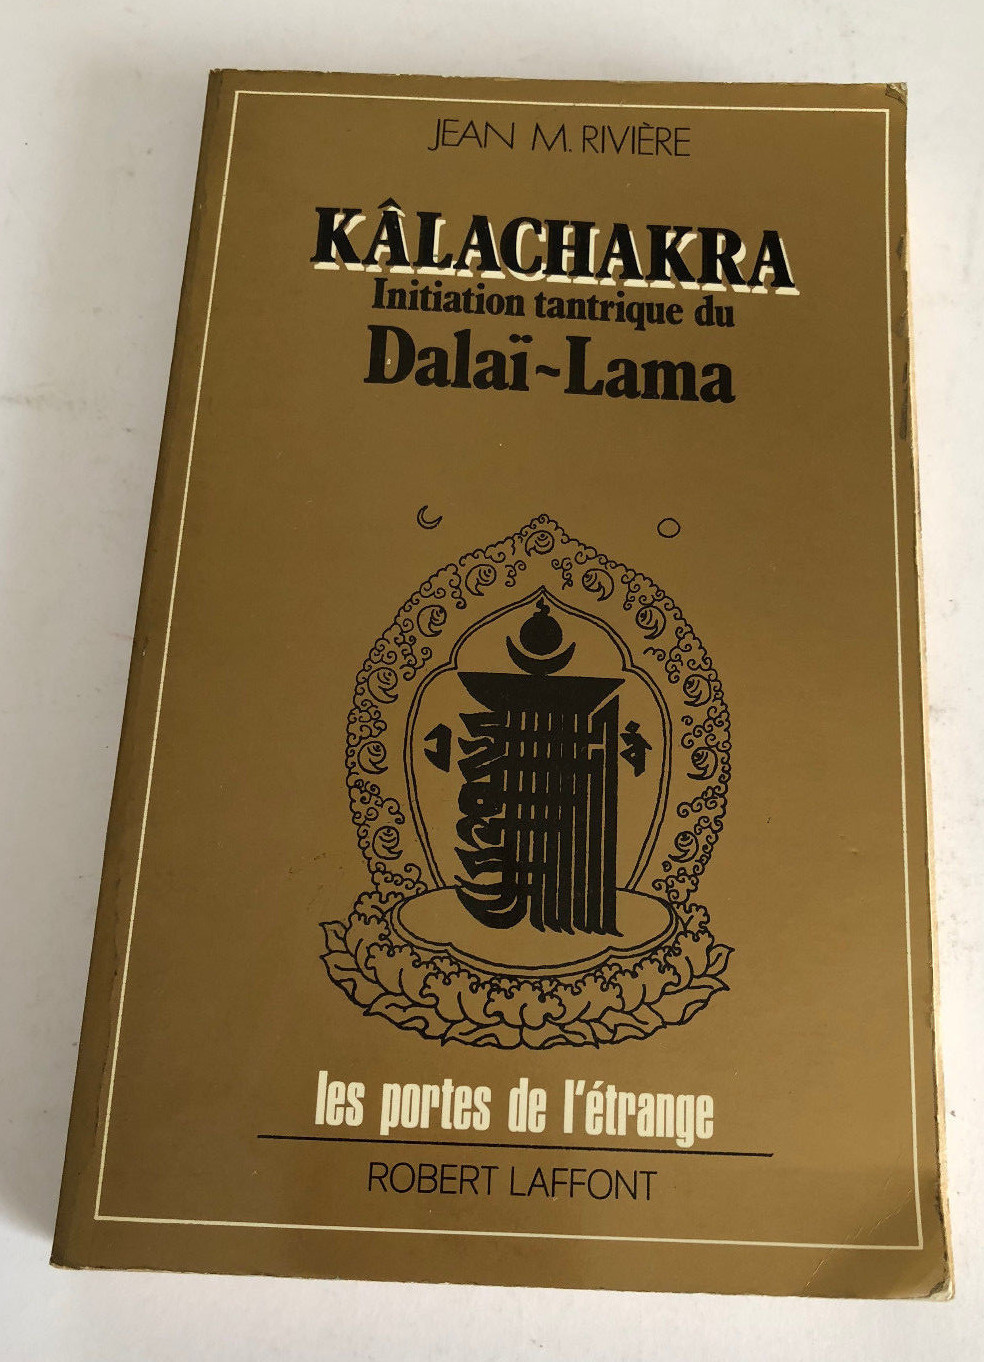 JEAN M. RIVIÈRE
KÂLACHAKRA
Initiation tantrique du
Dalaï~Lama
les portes de l'étrange
ROBERT LAFFONT